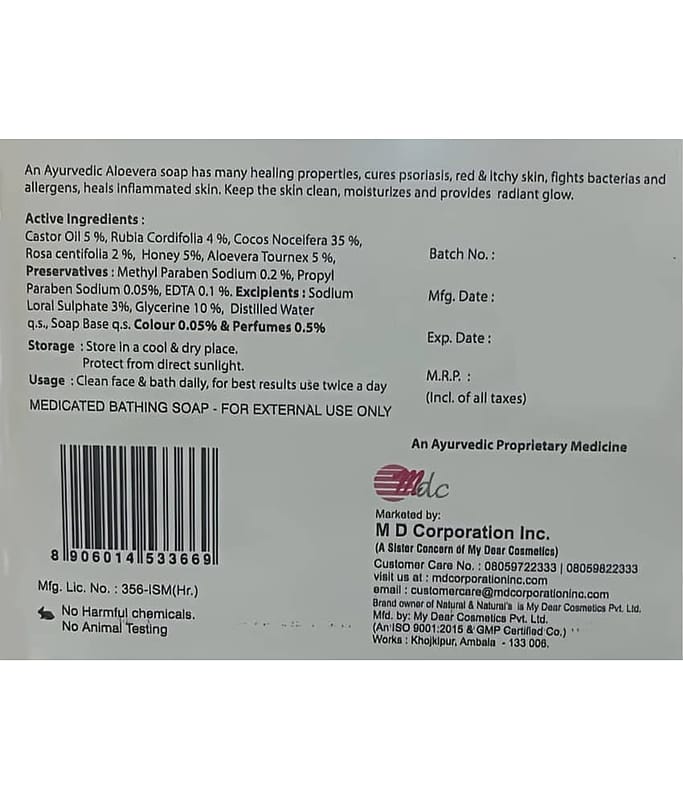 An Ayurvedic Aloevera soap has many healing properties, cures psoriasis, red & itchy skin, fights bacterias and
allergens, heals inflammated skin. Keep the skin clean, moisturizes and provides radiant glow.
Active Ingredients :
Castor Oil 5 %, Rubia Cordifolia 4 %, Cocos Noceifera 35 %,
Rosa centifolia 2 %, Honey 5%, Aloevera Tournex 5 %,
Preservatives : Methyl Paraben Sodium 0.2 %, Propyl
Paraben Sodium 0.05%, EDTA 0.1 %. Excipients : Sodium
Loral Sulphate 3%, Glycerine 10 %, Distilled Water
q.s., Soap Base q.s. Colour 0.05% & Perfumes 0.5%
Storage : Store in a cool & dry place.
Protect from direct sunlight.
Usage : Clean face & bath daily, for best results use twice a day
MEDICATED BATHING SOAP - FOR EXTERNAL USE ONLY
Batch No. :
Mfg. Date :
Exp. Date :
M.R.P. :
(Incl. of all taxes)
8 906014 533669
Mfg. Lic. No. : 356-ISM(Hr.)
No Harmful chemicals.
No Animal Testing
An Ayurvedic Proprietary Medicine
mdc
Marketed by:
M D Corporation Inc.
(A Sister Concern of My Dear Cosmetics)
Customer Care No. : 08059722333 | 08059822333
visit us at : mdcorporationinc.com
email : customercare@mdcorporationinc.com
Brand owner of Natural & Natural's is My Dear Cosmetics Pvt. Ltd.
Mfd. by: My Dear Cosmetics Pvt. Ltd.
(An ISO 9001:2015 & GMP Certified Co.)
Works : Khojkipur, Ambala - 133 006.